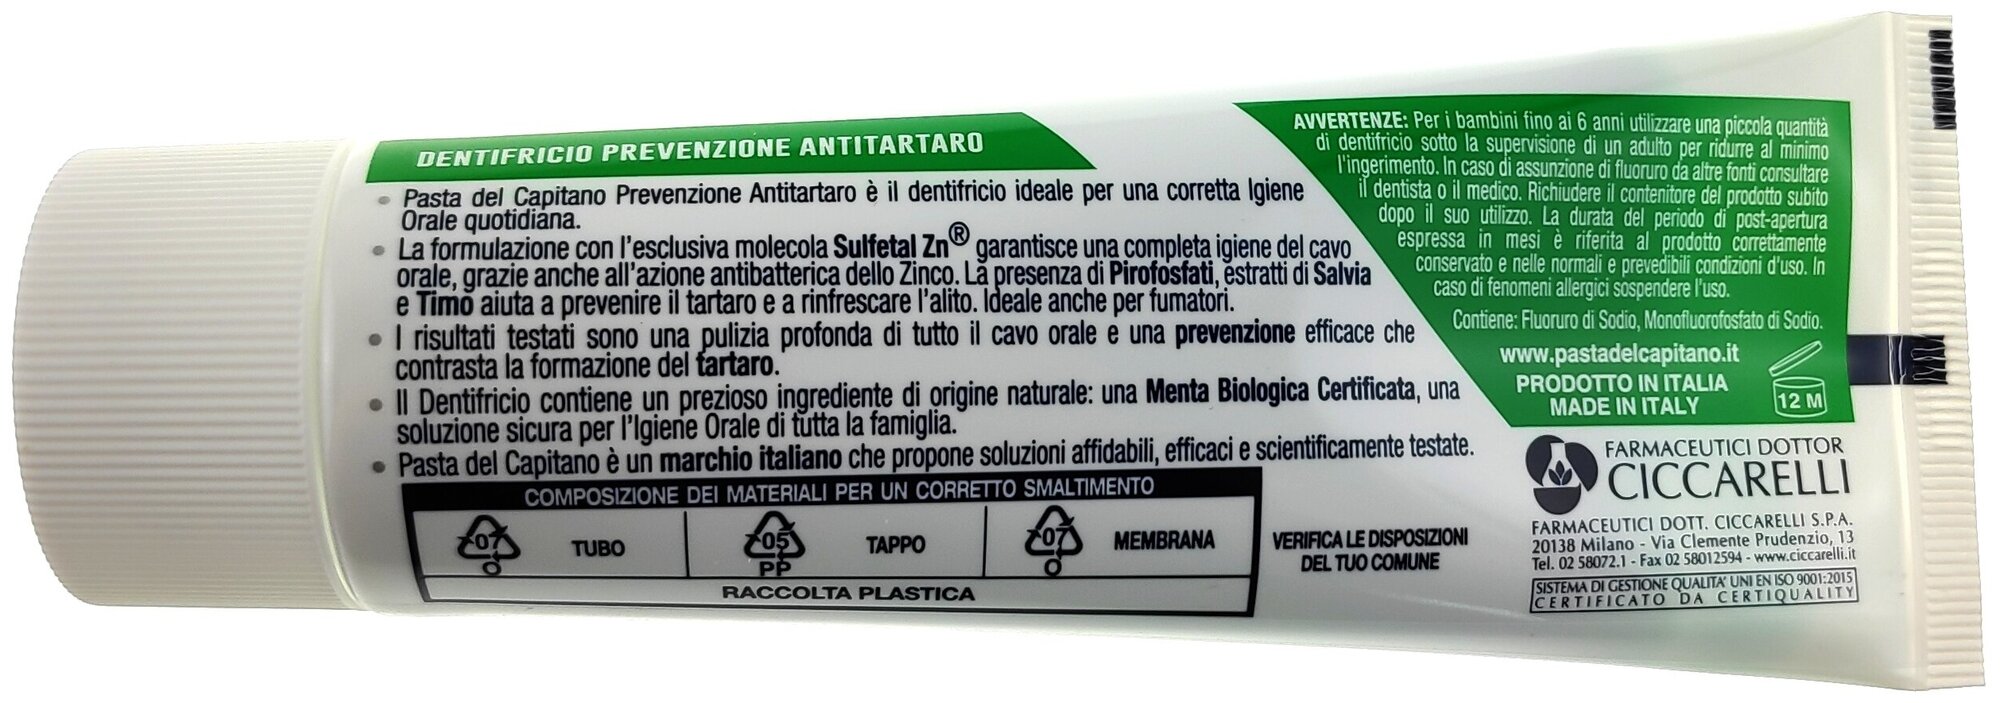 DENTIFRICIO PREVENZIONE ANTITARTARO
• Pasta del Capitano Prevenzione Antitartaro è il dentifricio ideale per una corretta Igiene
Orale quotidiana.
• La formulazione con l'esclusiva molecola Sulfetal Zn® garantisce una completa igiene del cavo
orale, grazie anche all'azione antibatterica dello Zinco. La presenza di Pirofosfati, estratti di Salvia
e Timo aiuta a prevenire il tartaro e a rinfrescare l'alito. Ideale anche per fumatori.
• I risultati testati sono una pulizia profonda di tutto il cavo orale e una prevenzione efficace che
contrasta la formazione del tartaro.
• Il Dentifricio contiene un prezioso ingrediente di origine naturale: una Menta Biologica Certificata, una
soluzione sicura per l'Igiene Orale di tutta la famiglia.
• Pasta del Capitano è un marchio italiano che propone soluzioni affidabili, efficaci e scientificamente testate.
COMPOSIZIONE DEI MATERIALI PER UN CORRETTO SMALTIMENTO
07 O TUBO
05 PP TAPPO
07 O MEMBRANA
RACCOLTA PLASTICA
VERIFICA LE DISPOSIZIONI
DEL TUO COMUNE
AVVERTENZE: Per i bambini fino ai 6 anni utilizzare una piccola quantità
di dentifricio sotto la supervisione di un adulto per ridurre al minimo
l'ingerimento. In caso di assunzione di fluoruro da altre fonti consultare
il dentista o il medico. Richiudere il contenitore del prodotto subito
dopo il suo utilizzo. La durata del periodo di post-apertura
espressa in mesi è riferita al prodotto correttamente
conservato e nelle normali e prevedibili condizioni d'uso. In
caso di fenomeni allergici sospendere l'uso.
Contiene: Fluoruro di Sodio, Monofluorofosfato di Sodio.
www.pastadelcapitano.it
PRODOTTO IN ITALIA
MADE IN ITALY
12 M
FARMACEUTICI DOTTOR
CICCARELLI
FARMACEUTICI DOTT. CICCARELLI S.P.A.
20138 Milano - Via Clemente Prudenzio, 13
Tel. 02 58072.1 - Fax 02 58012594 - www.ciccarelli.it
SISTEMA DI GESTIONE QUALITA' UNI EN ISO 9001:2015
CERTIFICATO DA CERTIQUALITY